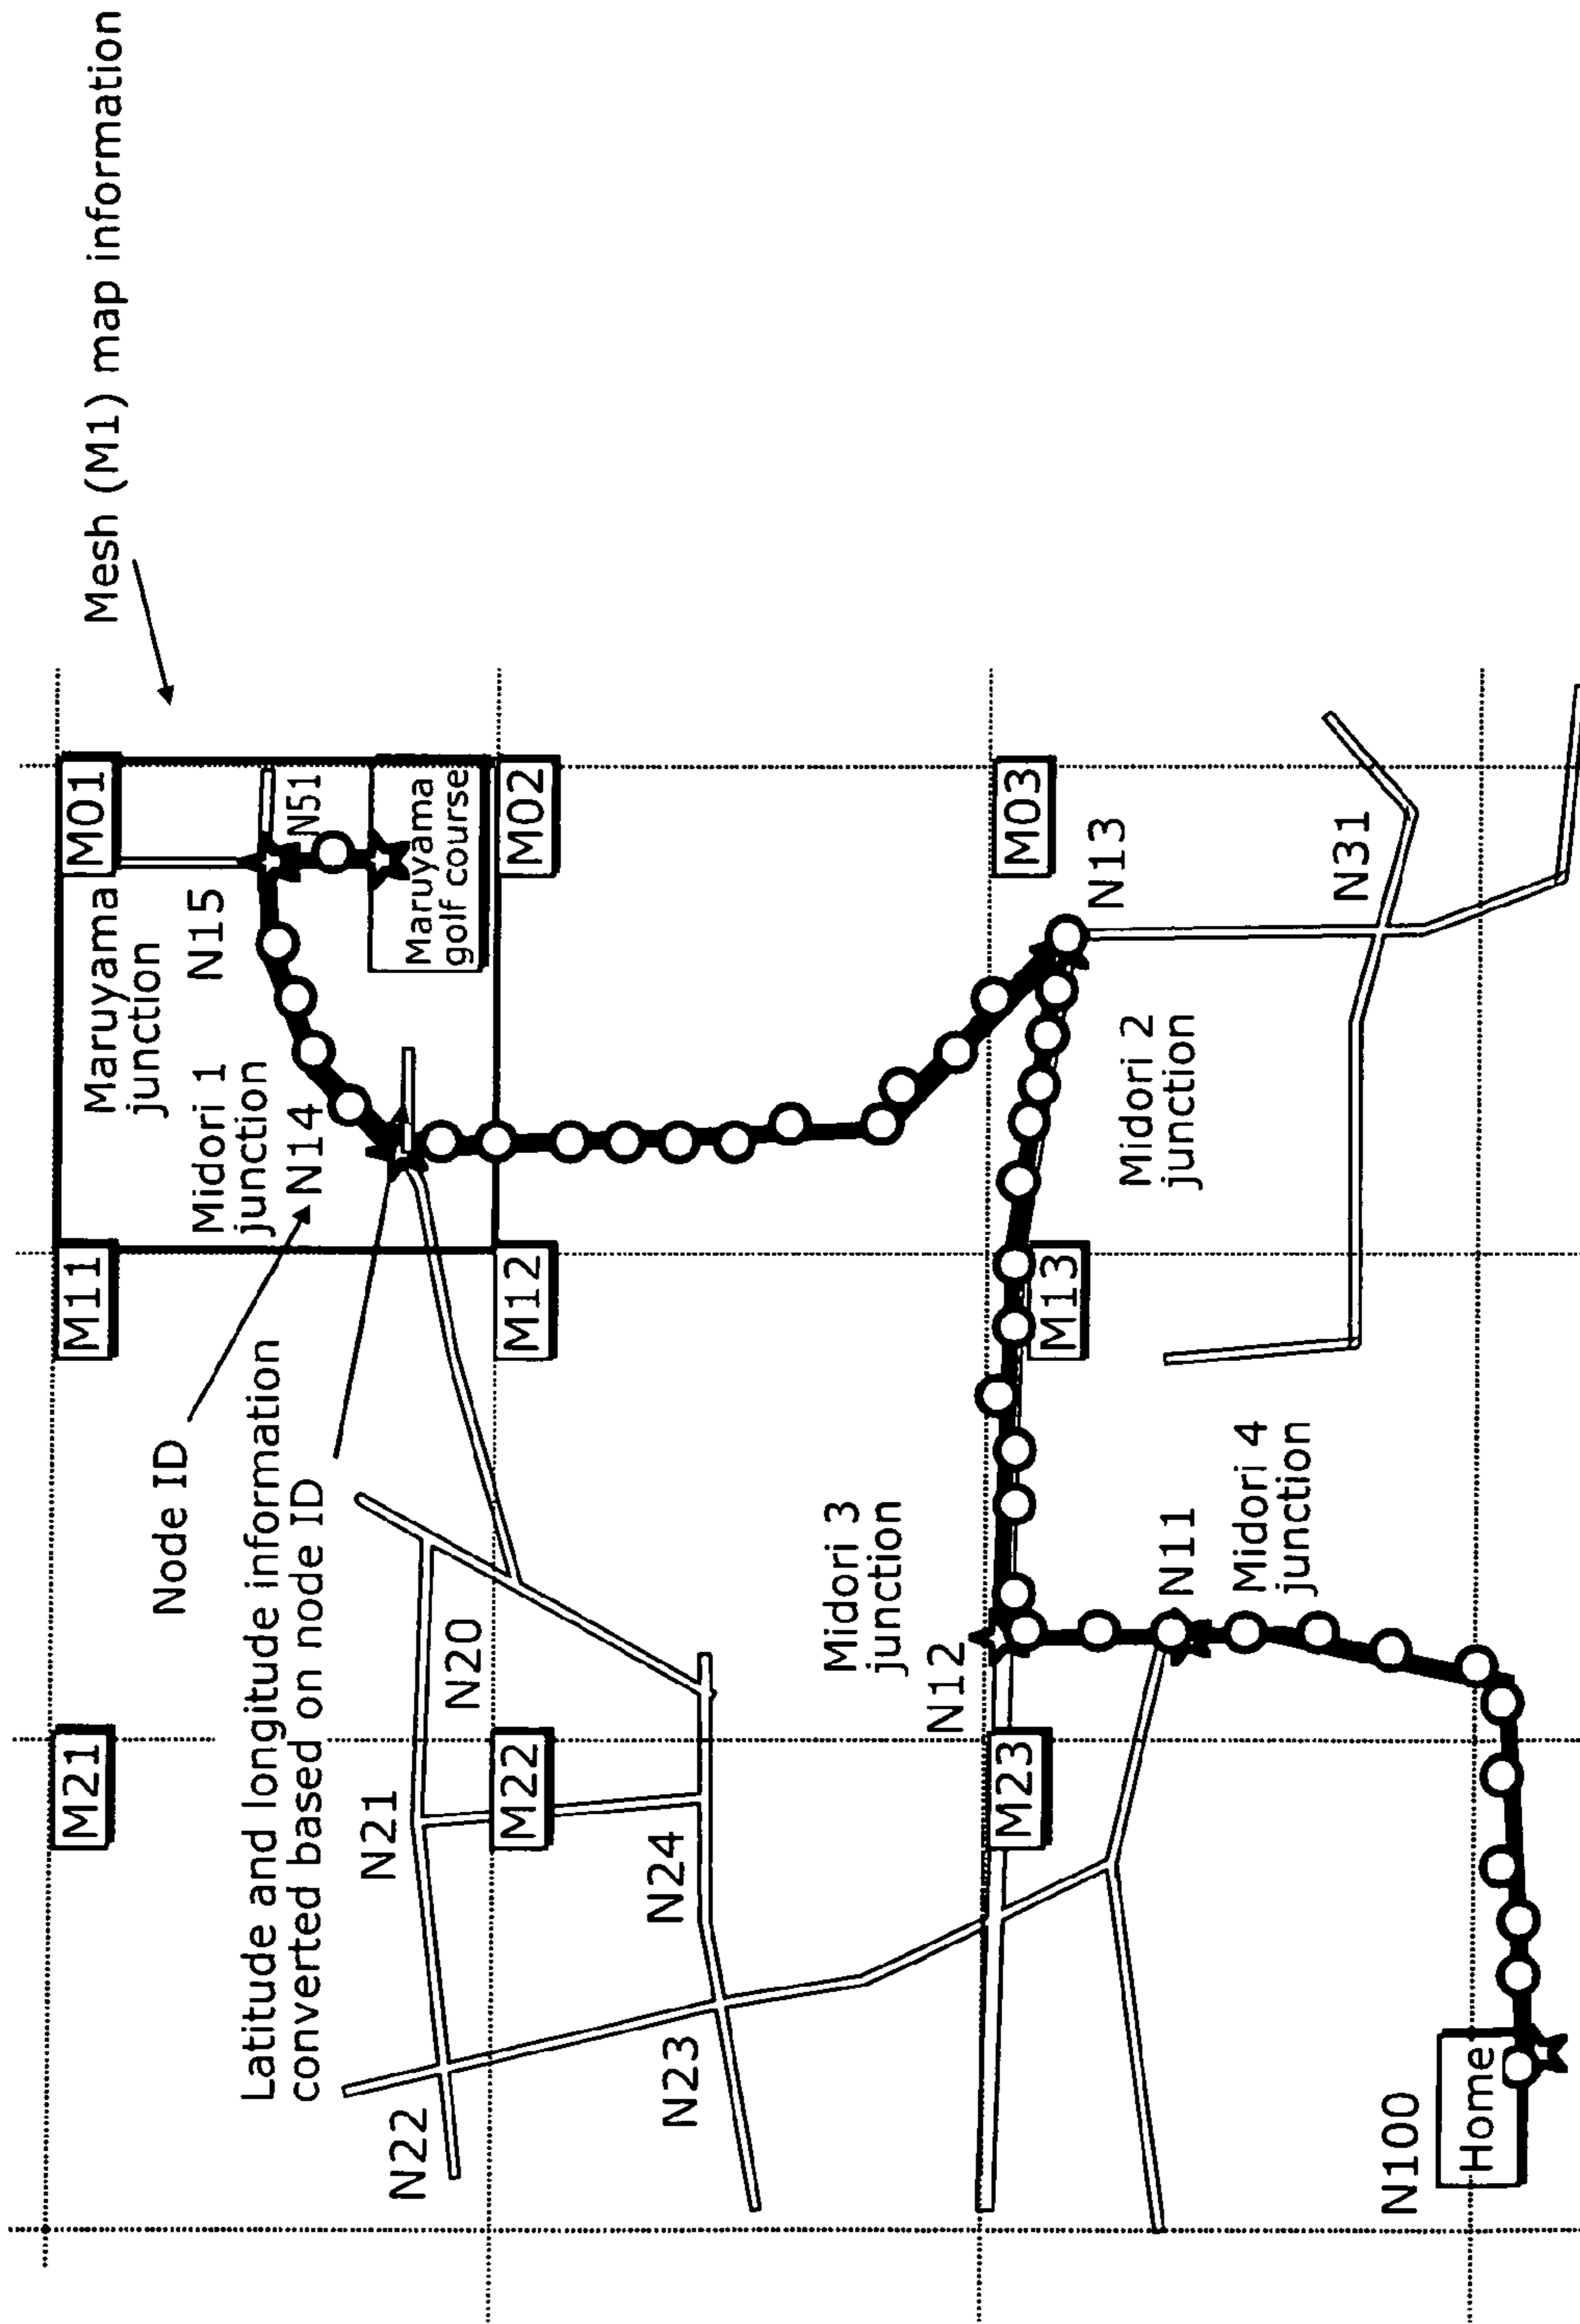 Mesh (M1) map information
M21
M11
M01
Maruyama
junction
N15
Midori 1
junction
N14
N51
Maruyama
golf course
Node ID
Latitude and longitude information
converted based on node ID
N22
N21
N20
M22
M12
M02
N23
N24
Midori 3
junction
N12
M23
M13
M03
N13
Midori 2
junction
N11
Midori 4
junction
N31
N100
Home